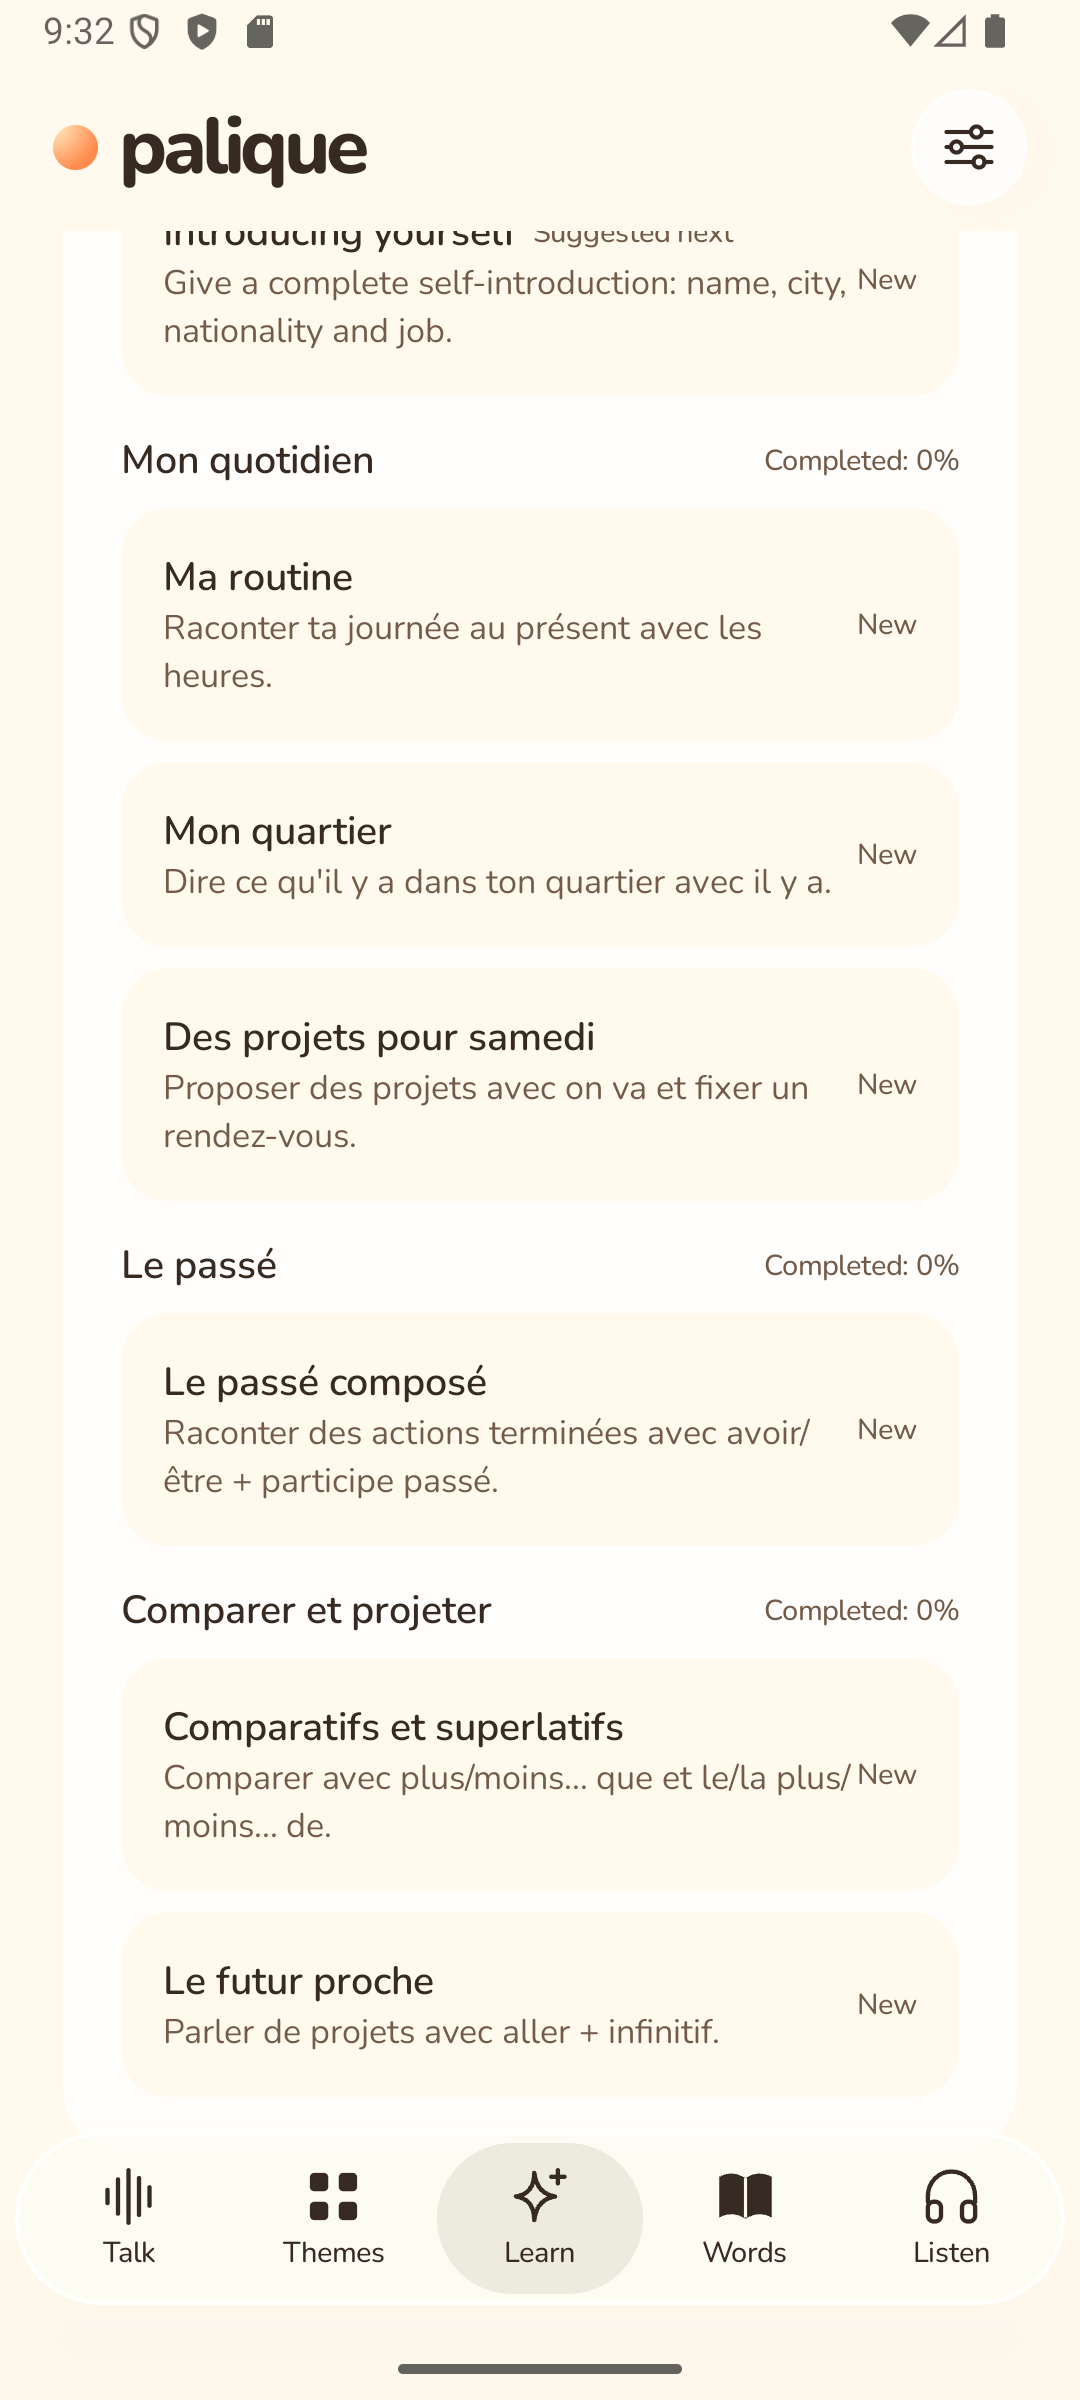 9:32
palique
Introducing yourself Suggested next
Give a complete self-introduction: name, city, New
nationality and job.
Mon quotidien Completed: 0%
Ma routine
Raconter ta journée au présent avec les New
heures.
Mon quartier
New
Dire ce qu'il y a dans ton quartier avec il y a.
Des projets pour samedi
Proposer des projets avec on va et fixer un New
rendez-vous.
Le passé Completed: 0%
Le passé composé
Raconter des actions terminées avec avoir/ New
être + participe passé.
Comparer et projeter Completed: 0%
Comparatifs et superlatifs
Comparer avec plus/moins... que et le/la plus/ New
moins... de.
Le futur proche
New
Parler de projets avec aller + infinitif.
Talk Themes Learn Words Listen